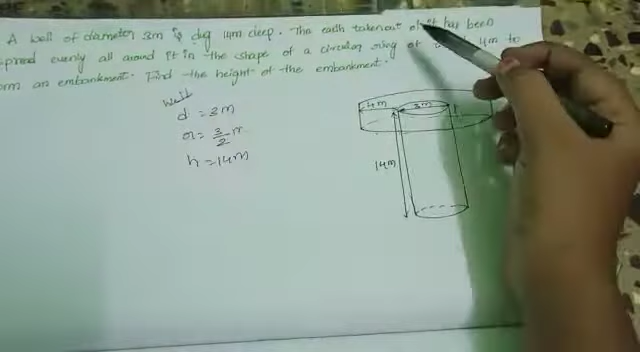 A well of diameter 3m is dug 14m deep. The earth taken out of it has been
spread evenly all around it in the shape of a circular ring of 4m to
form an embankment. Find the height of the embankment.
Well
d = 3m
r = 3/2 m
h = 14m
4m 3m h
14m